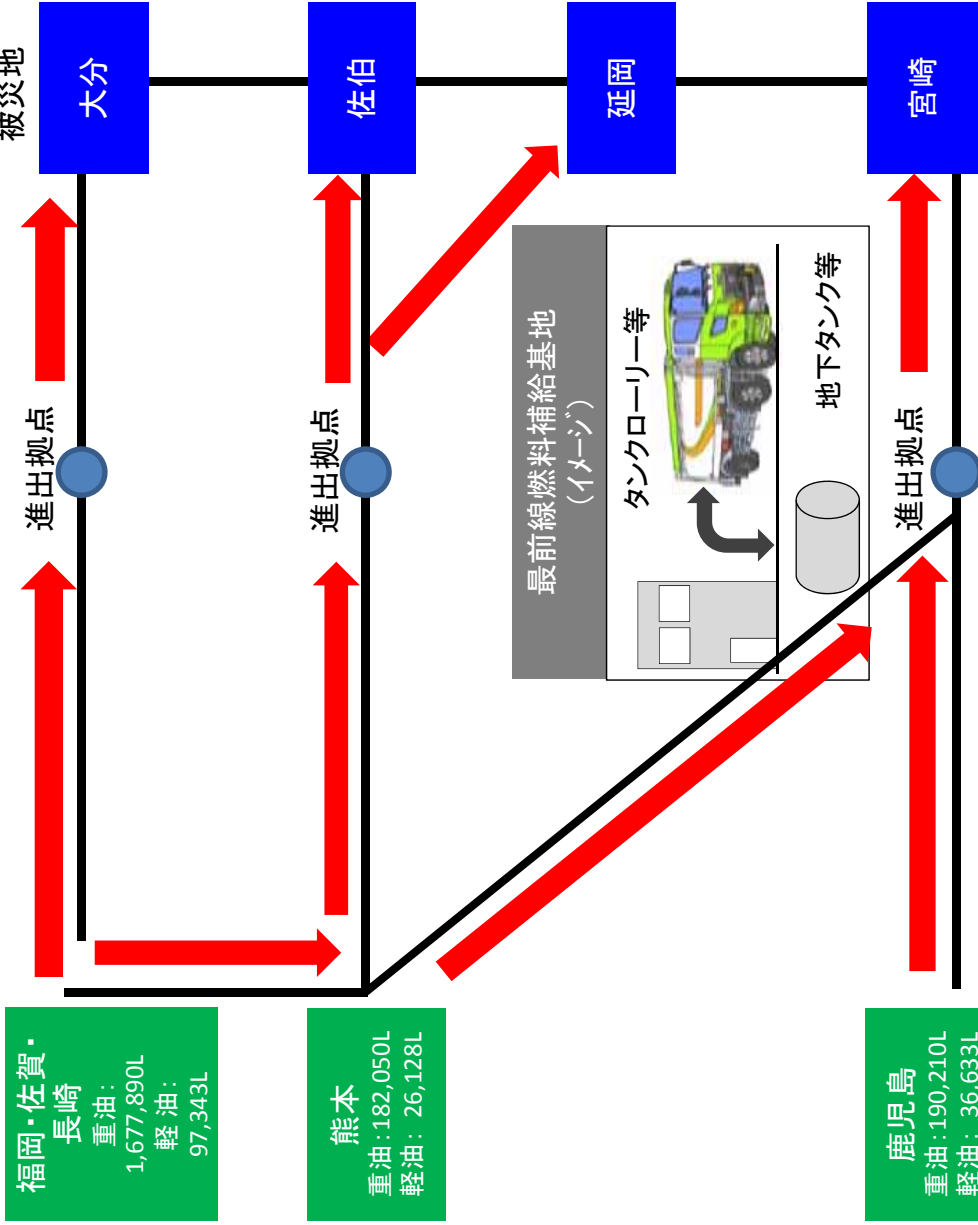 被災地
大分
佐伯
延岡
宮崎
進出拠点
進出拠点
進出拠点
最前線燃料補給基地
（イメージ）
タンクローリー等
地下タンク等
福岡・佐賀・
長崎
重油：
1,677,890L
軽油：
97,343L
熊本
重油：182,050L
軽油： 26,128L
鹿児島
重油：190,210L
軽油： 36,633L